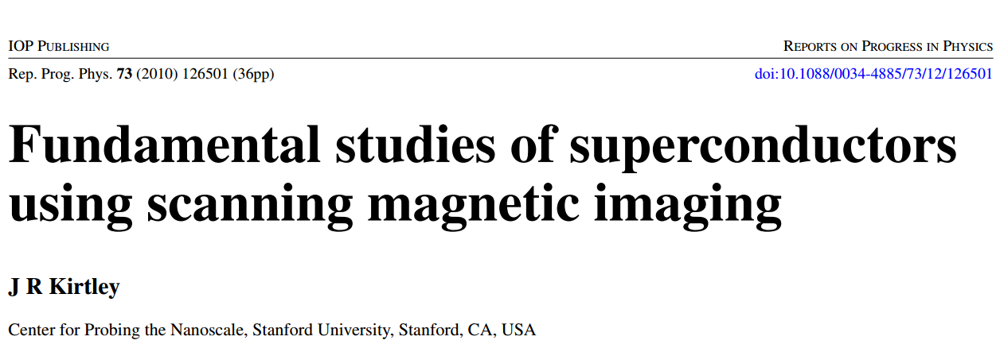 IOP Publishing
Reports on Progress in Physics
Rep. Prog. Phys. 73 (2010) 126501 (36pp)
doi:10.1088/0034-4885/73/12/126501
Fundamental studies of superconductors
using scanning magnetic imaging
J R Kirtley
Center for Probing the Nanoscale, Stanford University, Stanford, CA, USA